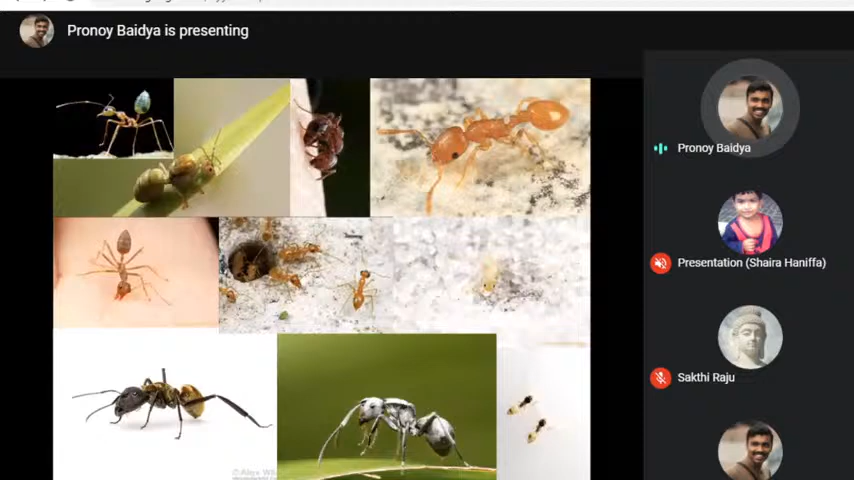 Pronoy Baidya is presenting
Pronoy Baidya
Presentation (Shaira Haniffa)
Sakthi Raju